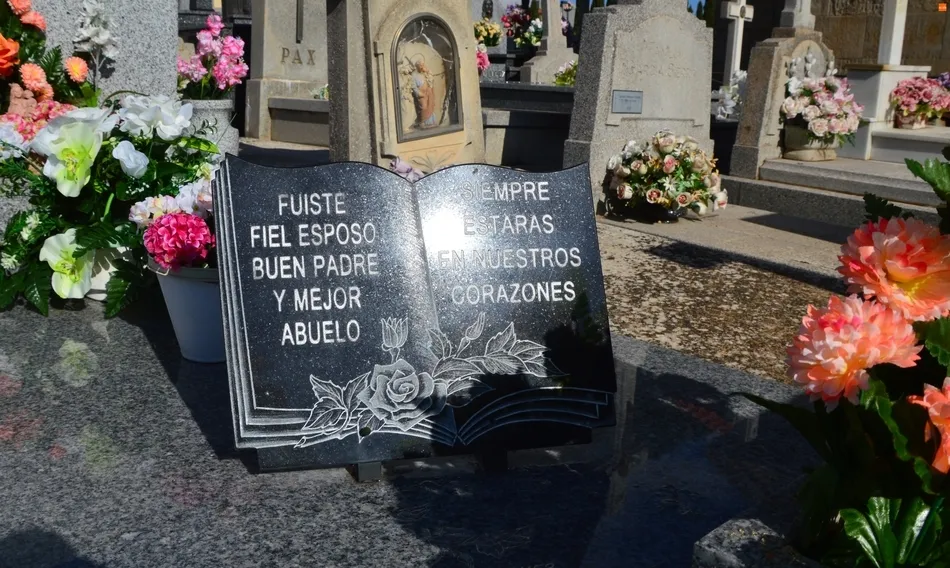 PAX
FUISTE
FIEL ESPOSO
BUEN PADRE
Y MEJOR
ABUELO
SIEMPRE
ESTARAS
EN NUESTROS
CORAZONES